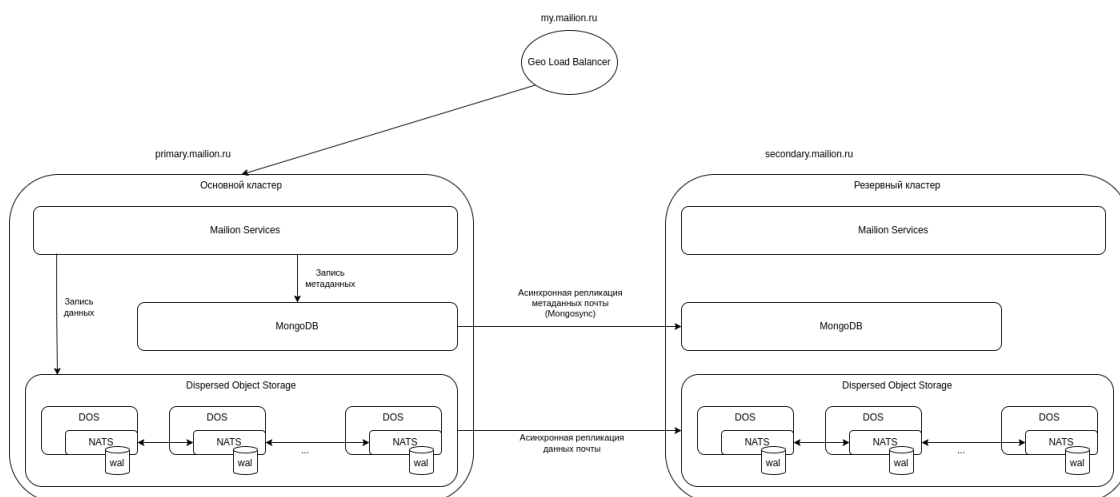 my.mailion.ru
Geo Load Balancer
primary.mailion.ru
secondary.mailion.ru
Основной кластер
Резервный кластер
Mailion Services
Mailion Services
Запись
метаданных
Запись
данных
Асинхронная репликация
метаданных почты
(Mongosync)
MongoDB
MongoDB
Dispersed Object Storage
Dispersed Object Storage
DOS
DOS
DOS
DOS
DOS
DOS
NATS
NATS
NATS
NATS
NATS
NATS
...
...
wal
wal
wal
wal
wal
wal
Асинхронная репликация
данных почты